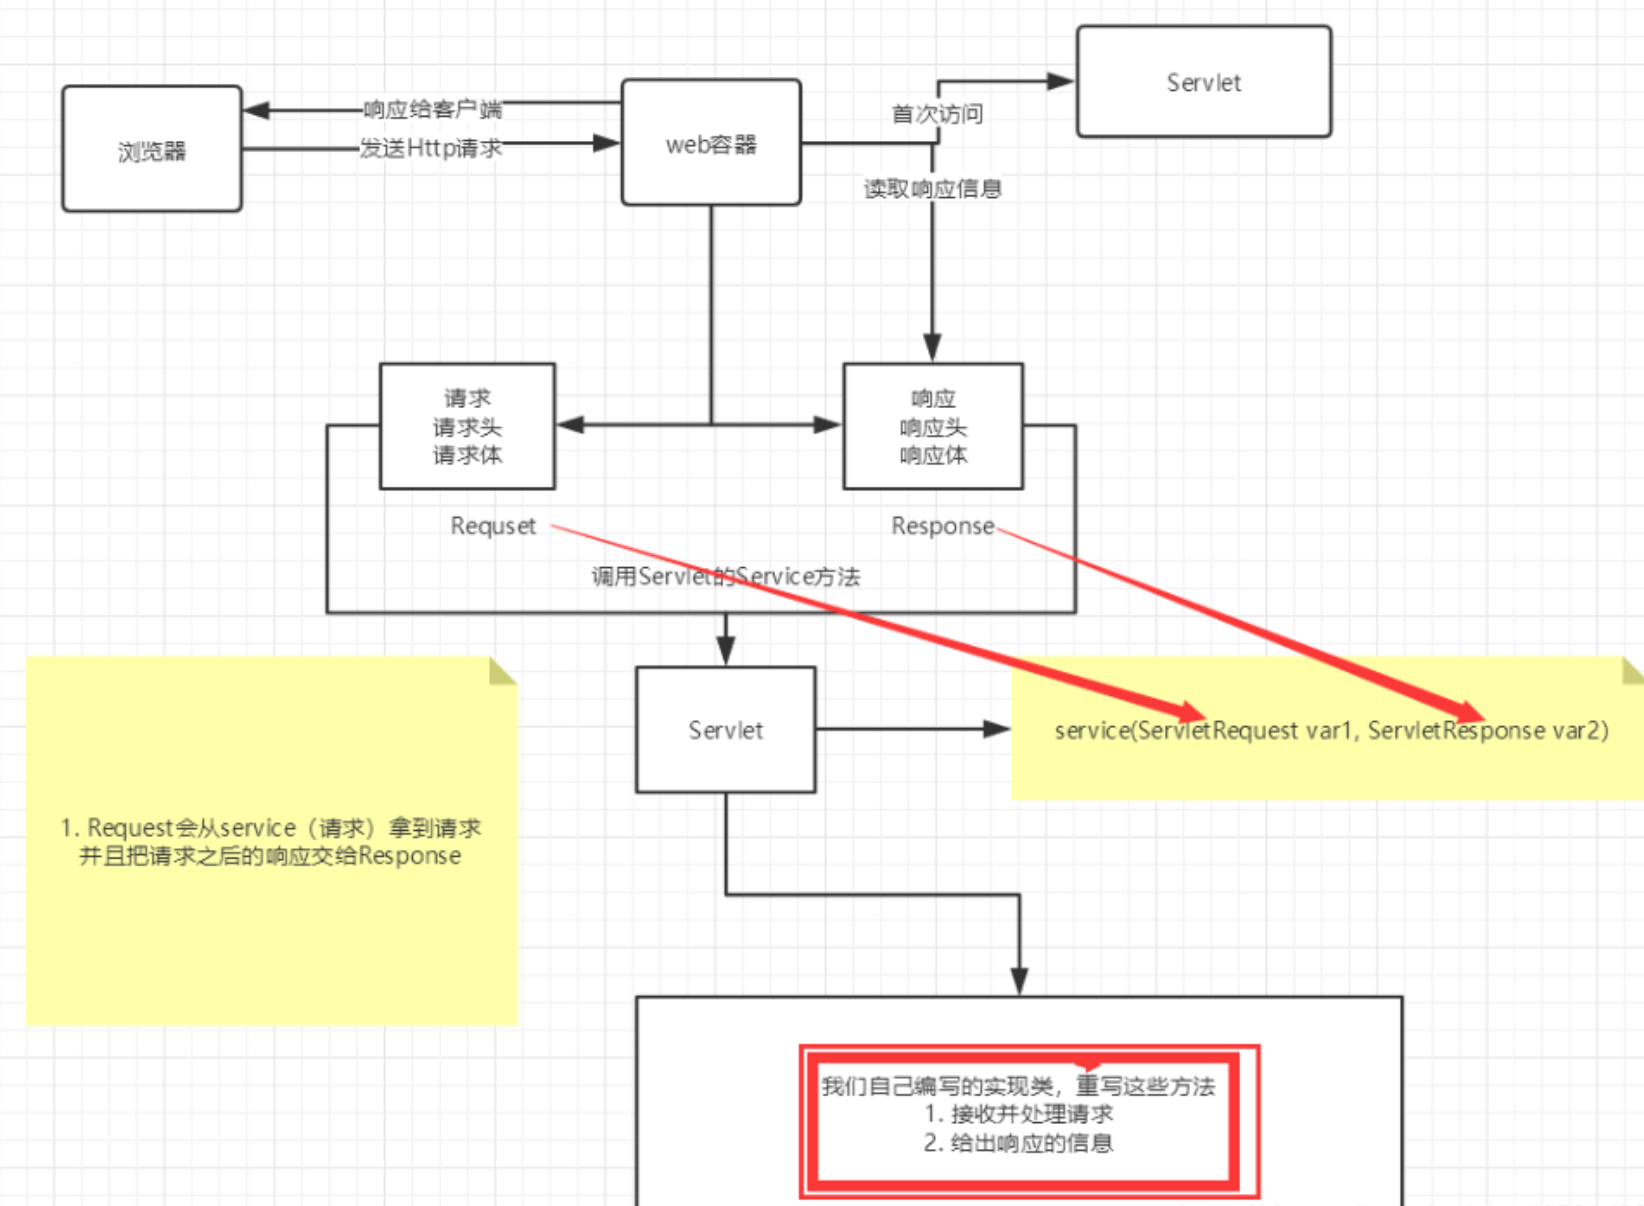 Servlet
浏览器
响应给客户端
发送Http请求
web容器
首次访问
读取响应信息
请求
请求头
请求体
响应
响应头
响应体
Requset
Response
调用Servlet的Service方法
Servlet
service(ServletRequest var1, ServletResponse var2)
1. Request会从service（请求）拿到请求
并且把请求之后的响应交给Response
我们自己编写的实现类，重写这些方法
1. 接收并处理请求
2. 给出响应的信息